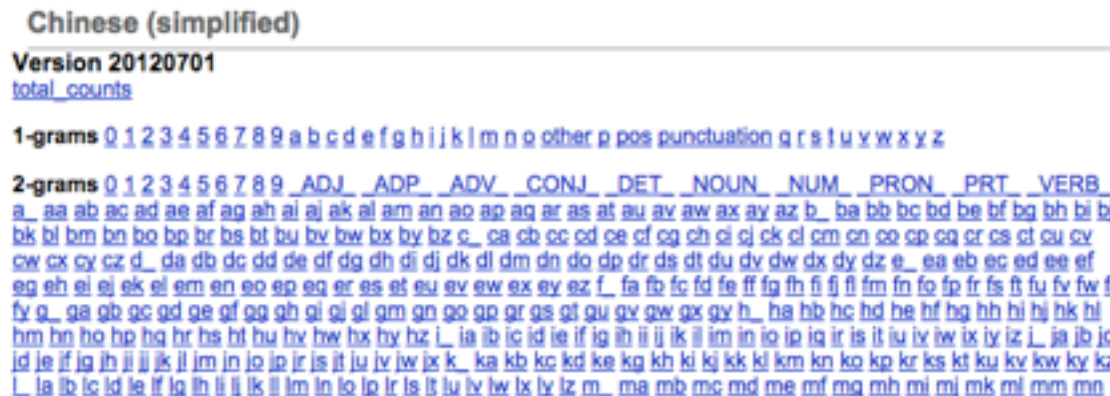 Chinese (simplified)
Version 20120701
total_counts
1-grams 0 1 2 3 4 5 6 7 8 9 a b c d e f g h i j k l m n o other p pos punctuation q r s t u v w x y z
2-grams 0 1 2 3 4 5 6 7 8 9 _ADJ_ _ADP_ _ADV_ _CONJ_ _DET_ _NOUN_ _NUM_ _PRON_ _PRT_ _VERB_
a_ aa ab ac ad ae af ag ah ai aj ak al am an ao ap aq ar as at au av aw ax ay az b_ ba bb bc bd be bf bg bh bi
bk bl bm bn bo bp br bs bt bu bv bw bx by bz c_ ca cb cc cd ce cf cg ch ci cj ck cl cm cn co cp cq cr cs ct cu cv
cw cx cy cz d_ da db dc dd de df dg dh di dj dk dl dm dn do dp dr ds dt du dv dw dx dy dz e_ ea eb ec ed ee ef
eg eh ei ej ek el em en eo ep eq er es et eu ev ew ex ey ez f_ fa fb fc fd fe ff fg fh fi fj fl fm fn fo fp fr fs ft fu fv fw
fy g_ ga gb gc gd ge gf gg gh gi gj gl gm gn go gp gr gs gt gu gv gw gx gy h_ ha hb hc hd he hf hg hh hi hj hk hl
hm hn ho hp hq hr hs ht hu hv hw hx hy hz i_ ia ib ic id ie if ig ih ii ij ik il im in io ip iq ir is it iu iv iw ix iy iz j_ ja jb
jd je jf jg jh ji jj jk jl jm jn jo jp jr js jt ju jv jw jx k_ ka kb kc kd ke kg kh ki kj kk kl km kn ko kp kr ks kt ku kv kw ky
l_ la lb lc ld le lf lg lh li lj lk ll lm ln lo lp lr ls lt lu lv lw lx ly lz m_ ma mb mc md me mf mg mh mi mj mk ml mm mn